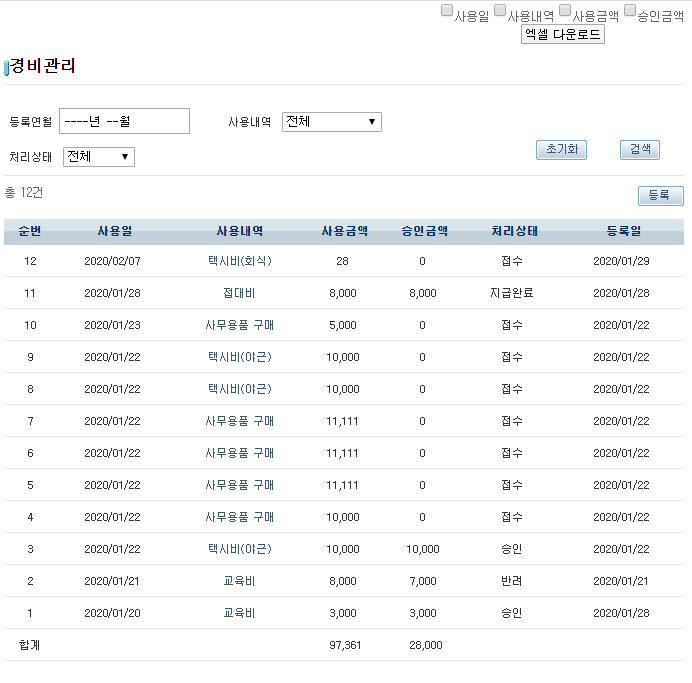 사용일 사용내역 사용금액 승인금액
엑셀 다운로드
경비관리
등록연월 ----년 --월 사용내역 전체
처리상태 전체 초기화 검색
총 12건 등록
순번 사용일 사용내역 사용금액 승인금액 처리상태 등록일
12 2020/02/07 택시비(회식) 28 0 접수 2020/01/29
11 2020/01/28 접대비 8,000 8,000 지급완료 2020/01/28
10 2020/01/23 사무용품 구매 5,000 0 접수 2020/01/22
9 2020/01/22 택시비(야근) 10,000 0 접수 2020/01/22
8 2020/01/22 택시비(야근) 10,000 0 접수 2020/01/22
7 2020/01/22 사무용품 구매 11,111 0 접수 2020/01/22
6 2020/01/22 사무용품 구매 11,111 0 접수 2020/01/22
5 2020/01/22 사무용품 구매 11,111 0 접수 2020/01/22
4 2020/01/22 사무용품 구매 10,000 0 접수 2020/01/22
3 2020/01/22 택시비(야근) 10,000 10,000 승인 2020/01/22
2 2020/01/21 교육비 8,000 7,000 반려 2020/01/21
1 2020/01/20 교육비 3,000 3,000 승인 2020/01/28
합계 97,361 28,000